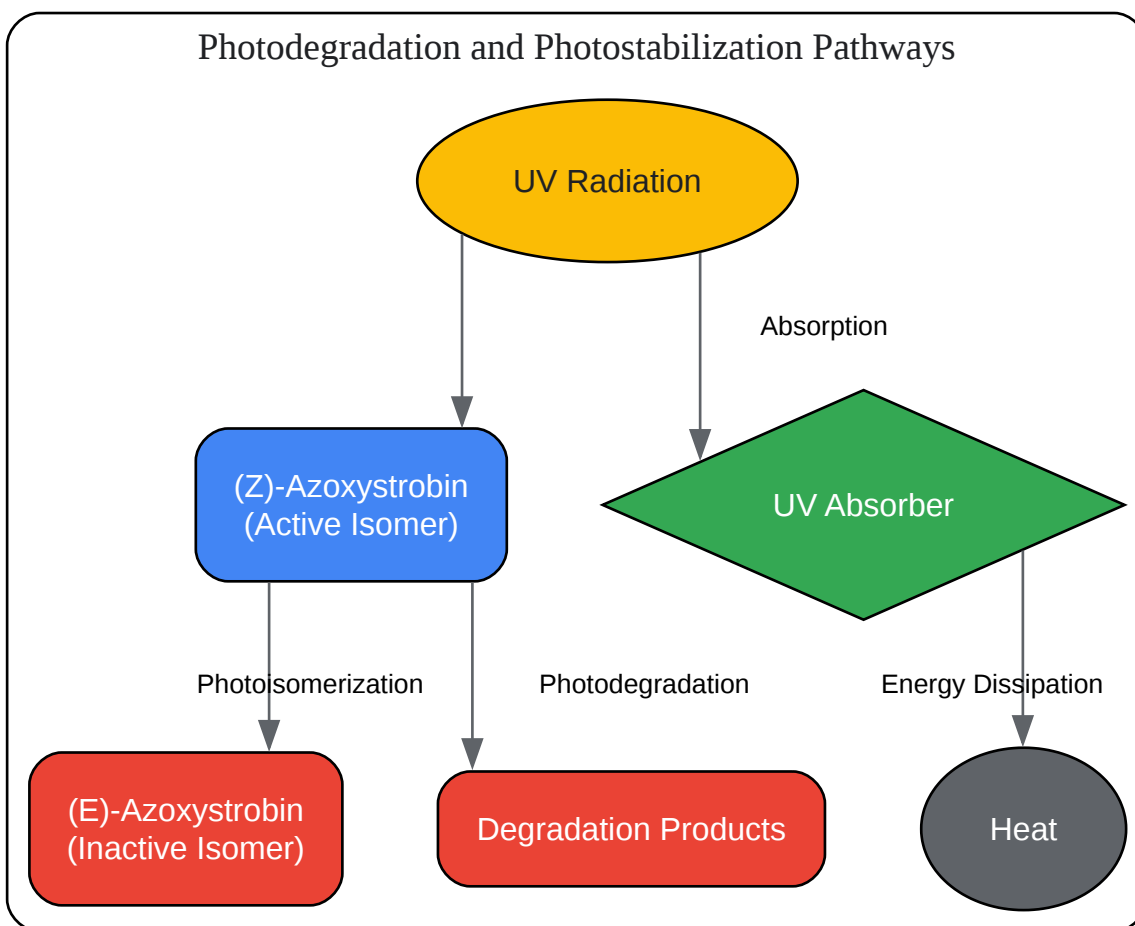 Photodegradation and Photostabilization Pathways
UV Radiation
Absorption
(Z)-Azoxystrobin
(Active Isomer)
UV Absorber
Photoisomerization
Photodegradation
Energy Dissipation
(E)-Azoxystrobin
(Inactive Isomer)
Degradation Products
Heat